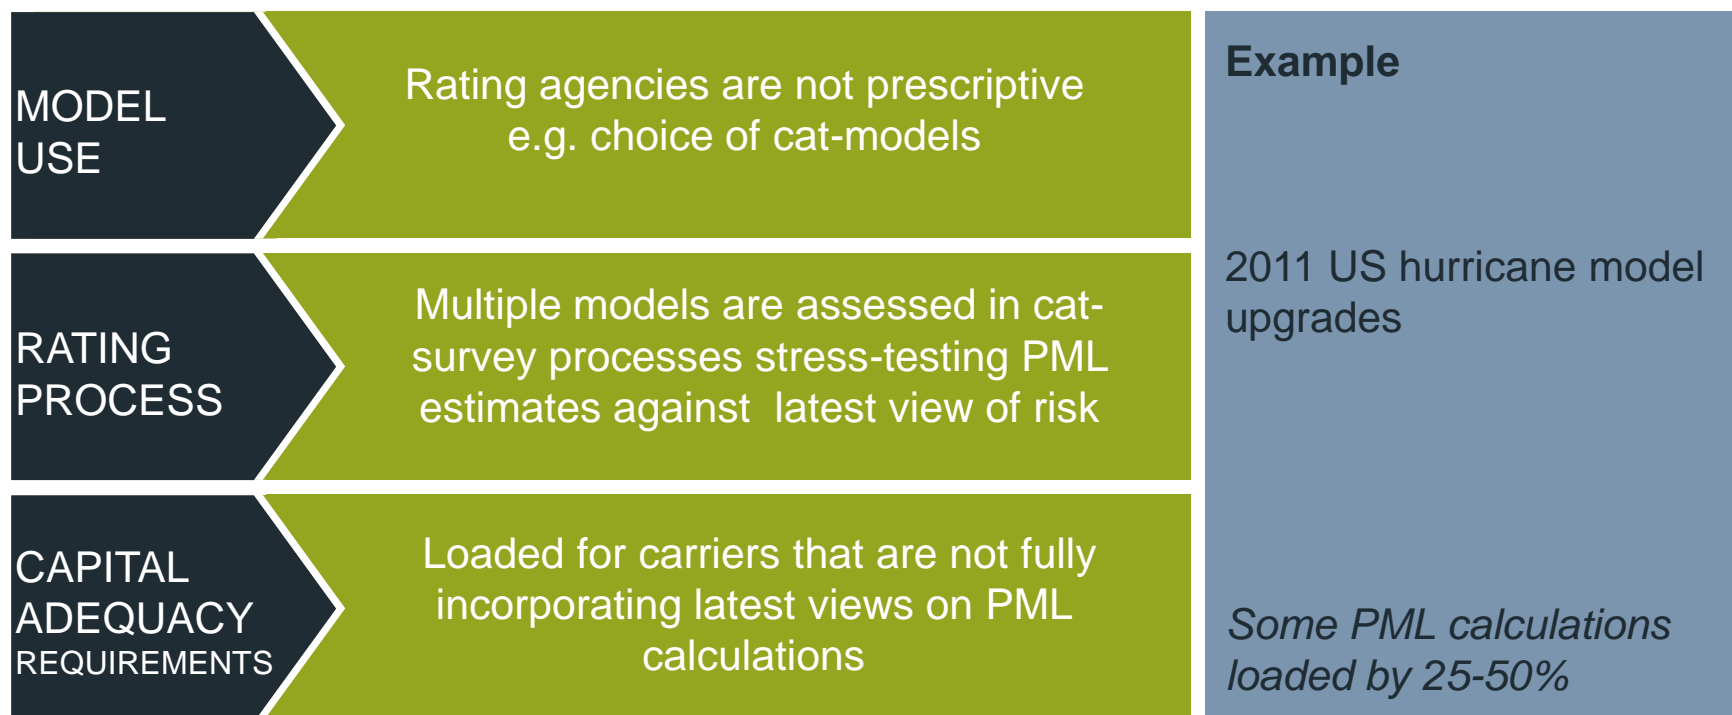 MODEL
USE
Rating agencies are not prescriptive
e.g. choice of cat-models
RATING
PROCESS
Multiple models are assessed in cat-
survey processes stress-testing PML
estimates against  latest view of risk
CAPITAL
ADEQUACY
REQUIREMENTS
Loaded for carriers that are not fully
incorporating latest views on PML
calculations
Example
2011 US hurricane model
upgrades
Some PML calculations
loaded by 25-50%